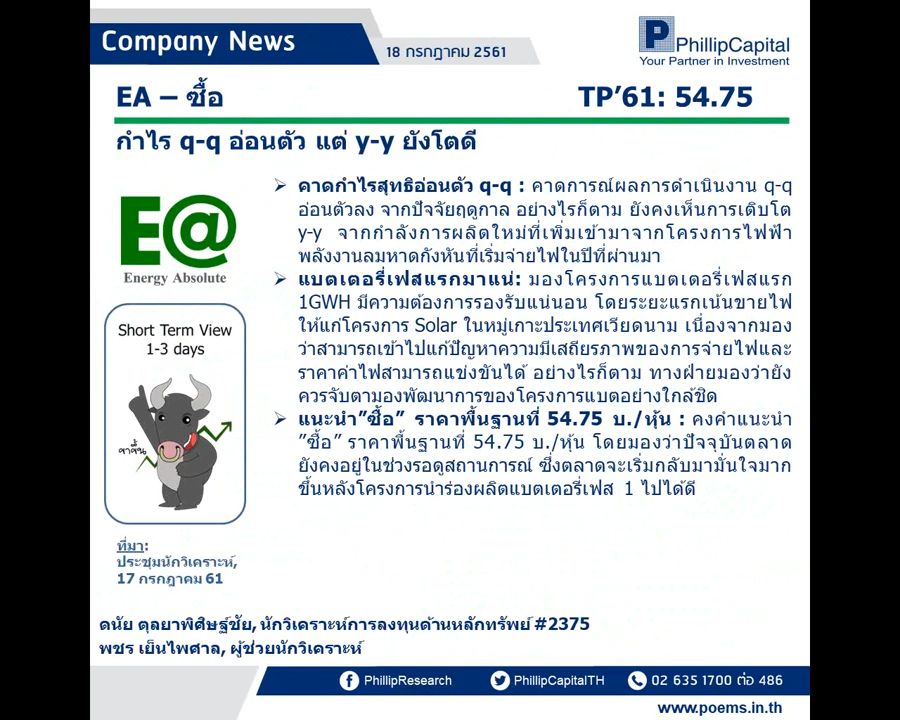 Company News
18 กรกฎาคม 2561
PhillipCapital
Your Partner in Investment
EA – ซื้อ
TP’61: 54.75
กำไร q-q อ่อนตัว แต่ y-y ยังโตดี
E@
Energy Absolute
Short Term View
1-3 days
ขาขึ้น
➢ คาดกำไรสุทธิอ่อนตัว q-q : คาดการณ์ผลการดำเนินงาน q-q
อ่อนตัวลง จากปัจจัยฤดูกาล อย่างไรก็ตาม ยังคงเห็นการเติบโต
y-y จากกำลังการผลิตใหม่ที่เพิ่มเข้ามาจากโครงการไฟฟ้า
พลังงานลมหาดกังหันที่เริ่มจ่ายไฟในปีที่ผ่านมา
➢ แบตเตอรี่เฟสแรกมาแน่: มองโครงการแบตเตอรี่เฟสแรก
1GWH มีความต้องการรองรับแน่นอน โดยระยะแรกเน้นขายไฟ
ให้แก่โครงการ Solar ในหมู่เกาะประเทศเวียดนาม เนื่องจากมอง
ว่าสามารถเข้าไปแก้ปัญหาความมีเสถียรภาพของการจ่ายไฟและ
ราคาค่าไฟสามารถแข่งขันได้ อย่างไรก็ตาม ทางฝ่ายมองว่ายัง
ควรจับตามองพัฒนาการของโครงการแบตอย่างใกล้ชิด
➢ แนะนำ”ซื้อ” ราคาพื้นฐานที่ 54.75 บ./หุ้น : คงคำแนะนำ
”ซื้อ” ราคาพื้นฐานที่ 54.75 บ./หุ้น โดยมองว่าปัจจุบันตลาด
ยังคงอยู่ในช่วงรอดูสถานการณ์ ซึ่งตลาดจะเริ่มกลับมามั่นใจมาก
ขึ้นหลังโครงการนำร่องผลิตแบตเตอรี่เฟส 1 ไปได้ดี
ที่มา:
ประชุมนักวิเคราะห์,
17 กรกฎาคม 61
ดนัย ตุลยาพิศิษฐ์ชัย, นักวิเคราะห์การลงทุนด้านหลักทรัพย์ #2375
พชร เย็นไพศาล, ผู้ช่วยนักวิเคราะห์
PhillipResearch
PhillipCapitalTH
02 635 1700 ต่อ 486
www.poems.in.th